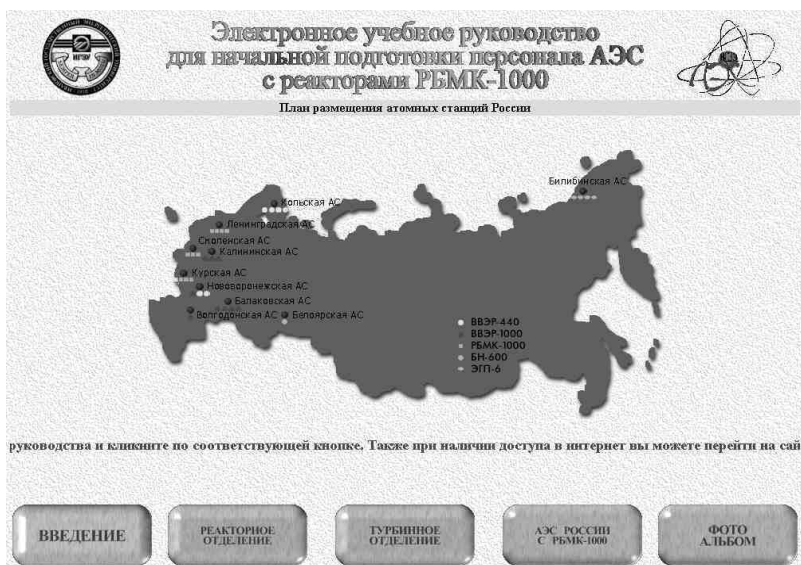 Электронное учебное руководство
для начальной подготовки персонала АЭС
с реакторами РБМК-1000
План размещения атомных станций России
Билибинская АС
Кольская АС
Ленинградская АС
Смоленская АС
Калининская АС
Курская АС
Нововоронежская АС
Балаковская АС
Волгодонская АС
Белоярская АС
ВВЭР-440
ВВЭР-1000
РБМК-1000
БН-600
ЭГП-6
руководства и кликните по соответствующей кнопке. Также при наличии доступа в интернет вы можете перейти на сай
ВВЕДЕНИЕ
РЕАКТОРНОЕ
ОТДЕЛЕНИЕ
ТУРБИННОЕ
ОТДЕЛЕНИЕ
АЭС РОССИИ
С РБМК-1000
ФОТО
АЛЬБОМ